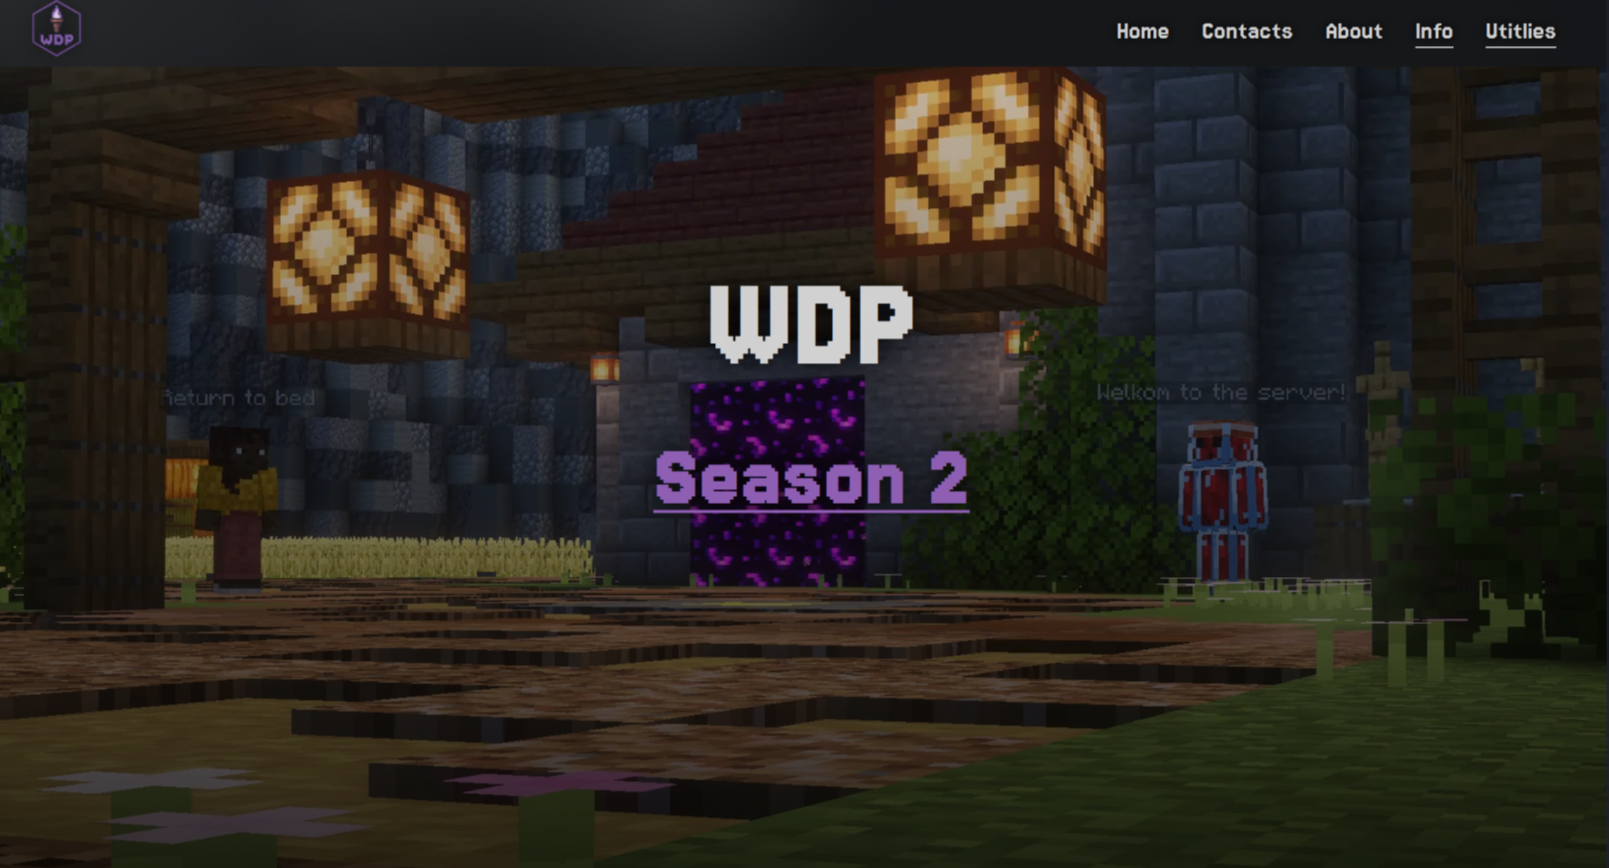 WDP
Home Contacts About Info Utitlies
WDP
Return to bed
Welkom to the server!
Season 2